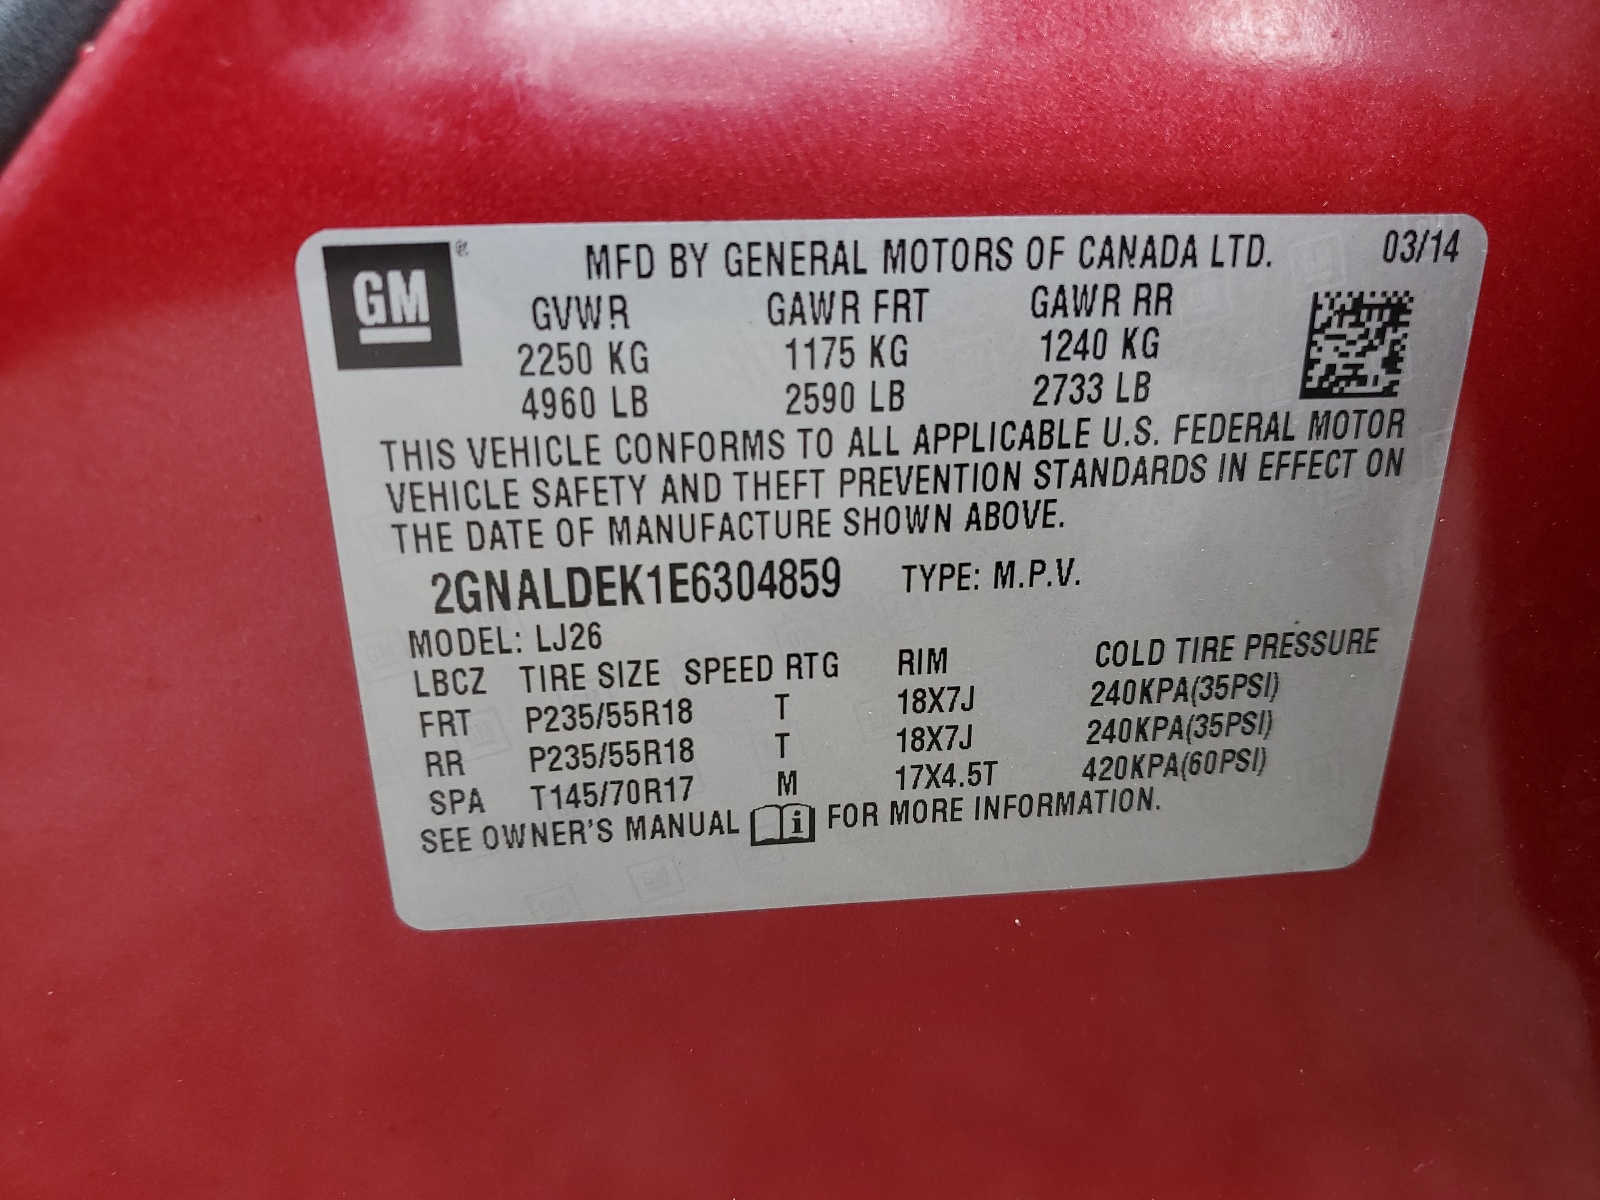 GM ®
MFD BY GENERAL MOTORS OF CANADA LTD. 03/14
GVWR GAWR FRT GAWR RR
2250 KG 1175 KG 1240 KG
4960 LB 2590 LB 2733 LB
THIS VEHICLE CONFORMS TO ALL APPLICABLE U.S. FEDERAL MOTOR
VEHICLE SAFETY AND THEFT PREVENTION STANDARDS IN EFFECT ON
THE DATE OF MANUFACTURE SHOWN ABOVE.
2GNALDEK1E6304859 TYPE: M.P.V.
MODEL: LJ26
LBCZ TIRE SIZE SPEED RTG RIM COLD TIRE PRESSURE
FRT P235/55R18 T 18X7J 240KPA(35PSI)
RR P235/55R18 T 18X7J 240KPA(35PSI)
SPA T145/70R17 M 17X4.5T 420KPA(60PSI)
SEE OWNER'S MANUAL i FOR MORE INFORMATION.